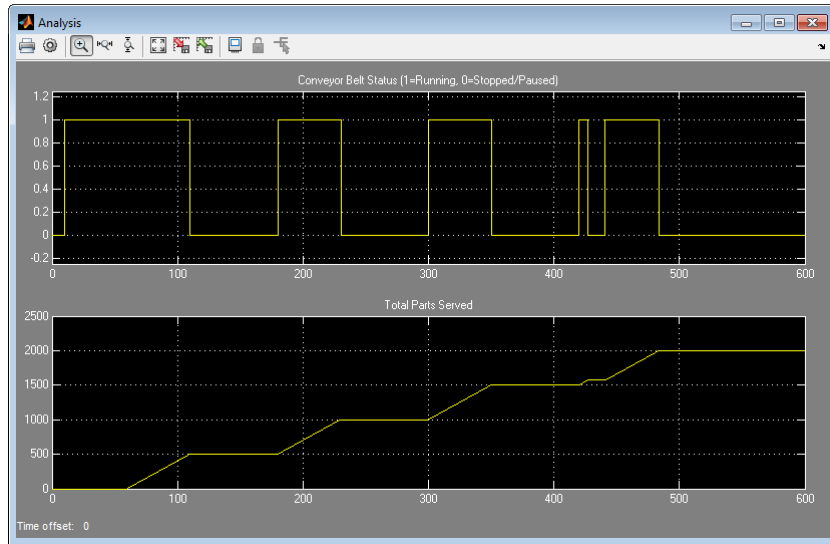 Analysis
Conveyor Belt Status (1=Running, 0=Stopped/Paused)
1.2
1
0.8
0.6
0.4
0.2
0
-0.2
0 100 200 300 400 500 600
Total Parts Served
2500
2000
1500
1000
500
0
0 100 200 300 400 500 600
Time offset: 0